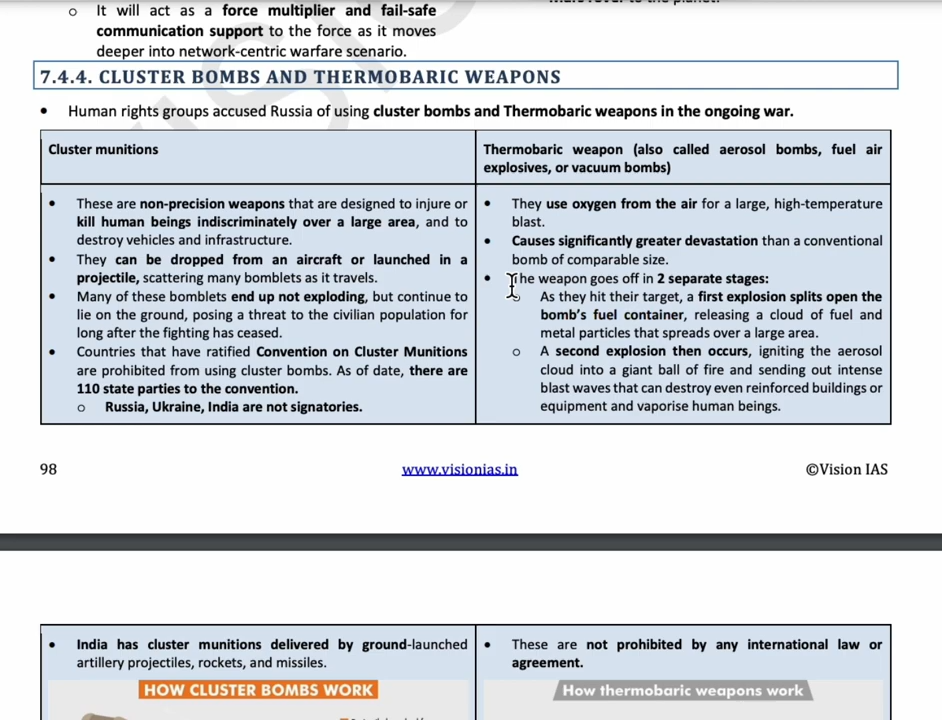 o It will act as a force multiplier and fail-safe
communication support to the force as it moves
deeper into network-centric warfare scenario.
7.4.4. CLUSTER BOMBS AND THERMOBARIC WEAPONS
• Human rights groups accused Russia of using cluster bombs and Thermobaric weapons in the ongoing war.
Cluster munitions
• These are non-precision weapons that are designed to injure or
kill human beings indiscriminately over a large area, and to
destroy vehicles and infrastructure.
• They can be dropped from an aircraft or launched in a
projectile, scattering many bomblets as it travels.
• Many of these bomblets end up not exploding, but continue to
lie on the ground, posing a threat to the civilian population for
long after the fighting has ceased.
• Countries that have ratified Convention on Cluster Munitions
are prohibited from using cluster bombs. As of date, there are
110 state parties to the convention.
o Russia, Ukraine, India are not signatories.
Thermobaric weapon (also called aerosol bombs, fuel air
explosives, or vacuum bombs)
• They use oxygen from the air for a large, high-temperature
blast.
• Causes significantly greater devastation than a conventional
bomb of comparable size.
• The weapon goes off in 2 separate stages:
o As they hit their target, a first explosion splits open the
bomb's fuel container, releasing a cloud of fuel and
metal particles that spreads over a large area.
o A second explosion then occurs, igniting the aerosol
cloud into a giant ball of fire and sending out intense
blast waves that can destroy even reinforced buildings or
equipment and vaporise human beings.
98 www.visionias.in ©Vision IAS
• India has cluster munitions delivered by ground-launched
artillery projectiles, rockets, and missiles.
HOW CLUSTER BOMBS WORK
• These are not prohibited by any international law or
agreement.
How thermobaric weapons work